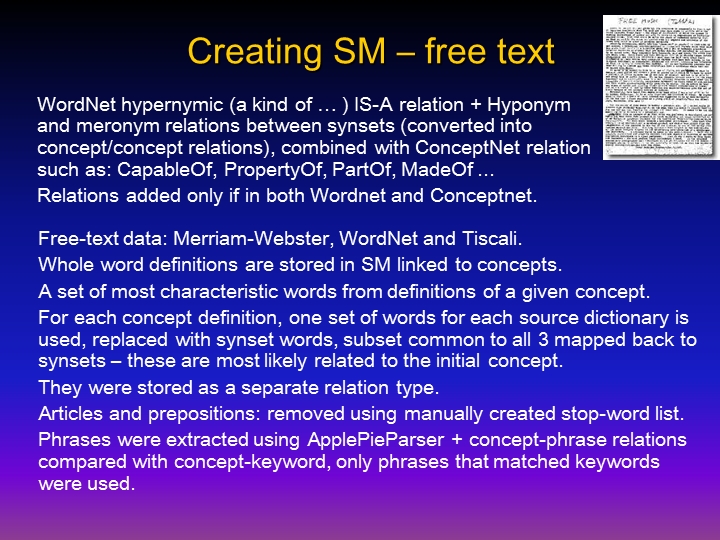 Creating SM – free text
WordNet hypernymic (a kind of … ) IS-A relation + Hyponym
and meronym relations between synsets (converted into
concept/concept relations), combined with ConceptNet relation
such as: CapableOf, PropertyOf, PartOf, MadeOf ...
Relations added only if in both Wordnet and Conceptnet.
Free-text data: Merriam-Webster, WordNet and Tiscali.
Whole word definitions are stored in SM linked to concepts.
A set of most characteristic words from definitions of a given concept.
For each concept definition, one set of words for each source dictionary is
used, replaced with synset words, subset common to all 3 mapped back to
synsets – these are most likely related to the initial concept.
They were stored as a separate relation type.
Articles and prepositions: removed using manually created stop-word list.
Phrases were extracted using ApplePieParser + concept-phrase relations
compared with concept-keyword, only phrases that matched keywords
were used.